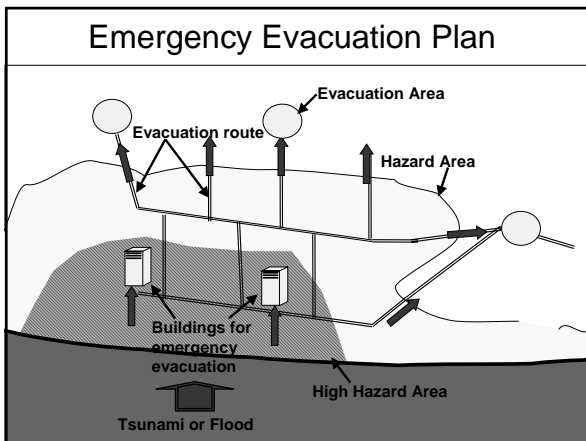 Emergency Evacuation Plan
Evacuation Area
Evacuation route
Hazard Area
Buildings for
emergency
evacuation
High Hazard Area
Tsunami or Flood